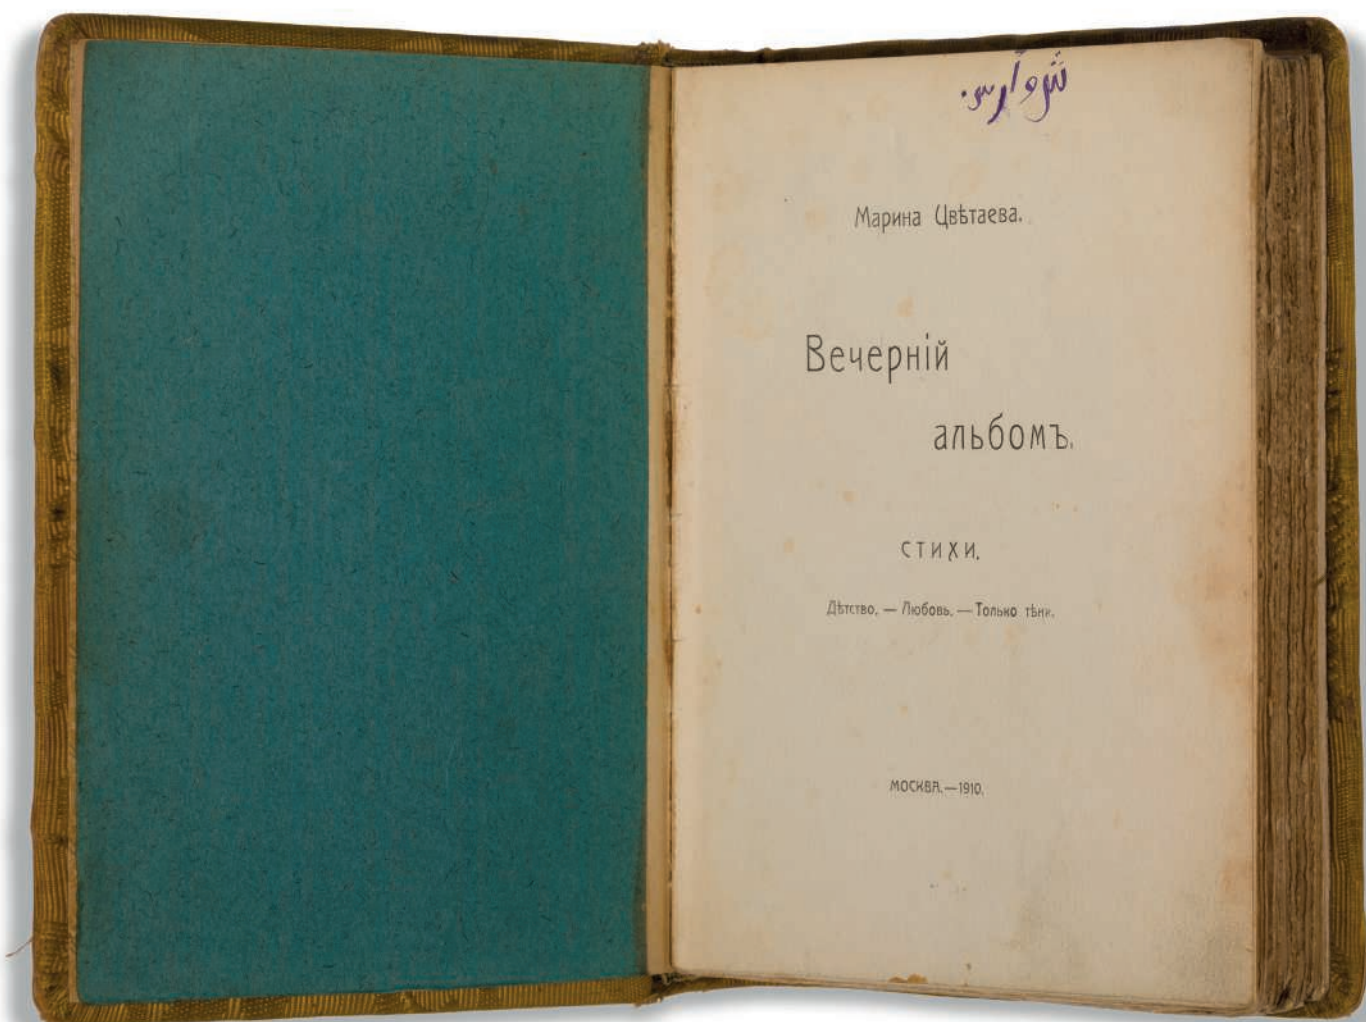 Марина Цвѣтаева.
Вечерній
альбомъ.
СТИХИ.
Дѣтство. — Любовь. — Только тѣни.
МОСКВА.—1910.